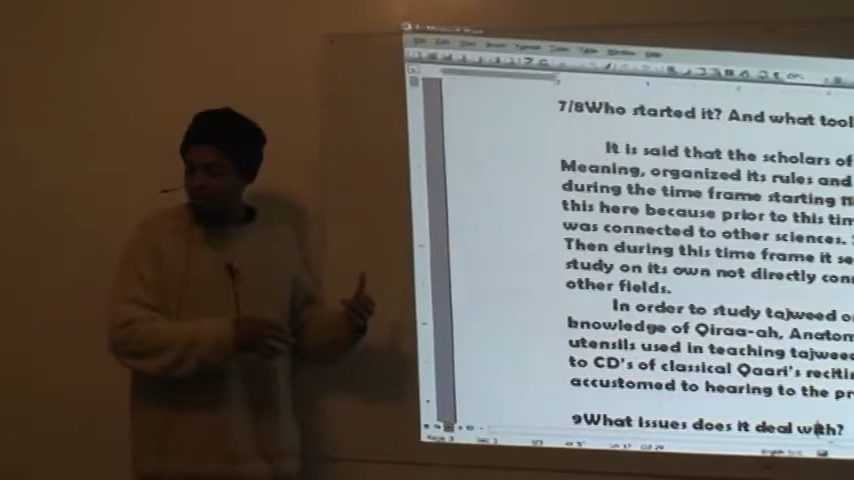 7/8Who started it? And what tool
It is said that the scholars of
Meaning, organized its rules and
during the time frame starting
this here because prior to this tim
was connected to other sciences.
Then during this time frame it se
study on its own not directly con
other fields.
In order to study tajweed o
knowledge of Qiraa-ah, Anatom
utensils used in teaching tajweed
to CD's of classical Qaari's reciti
accustomed to hearing to the pr
9What issues does it deal with?